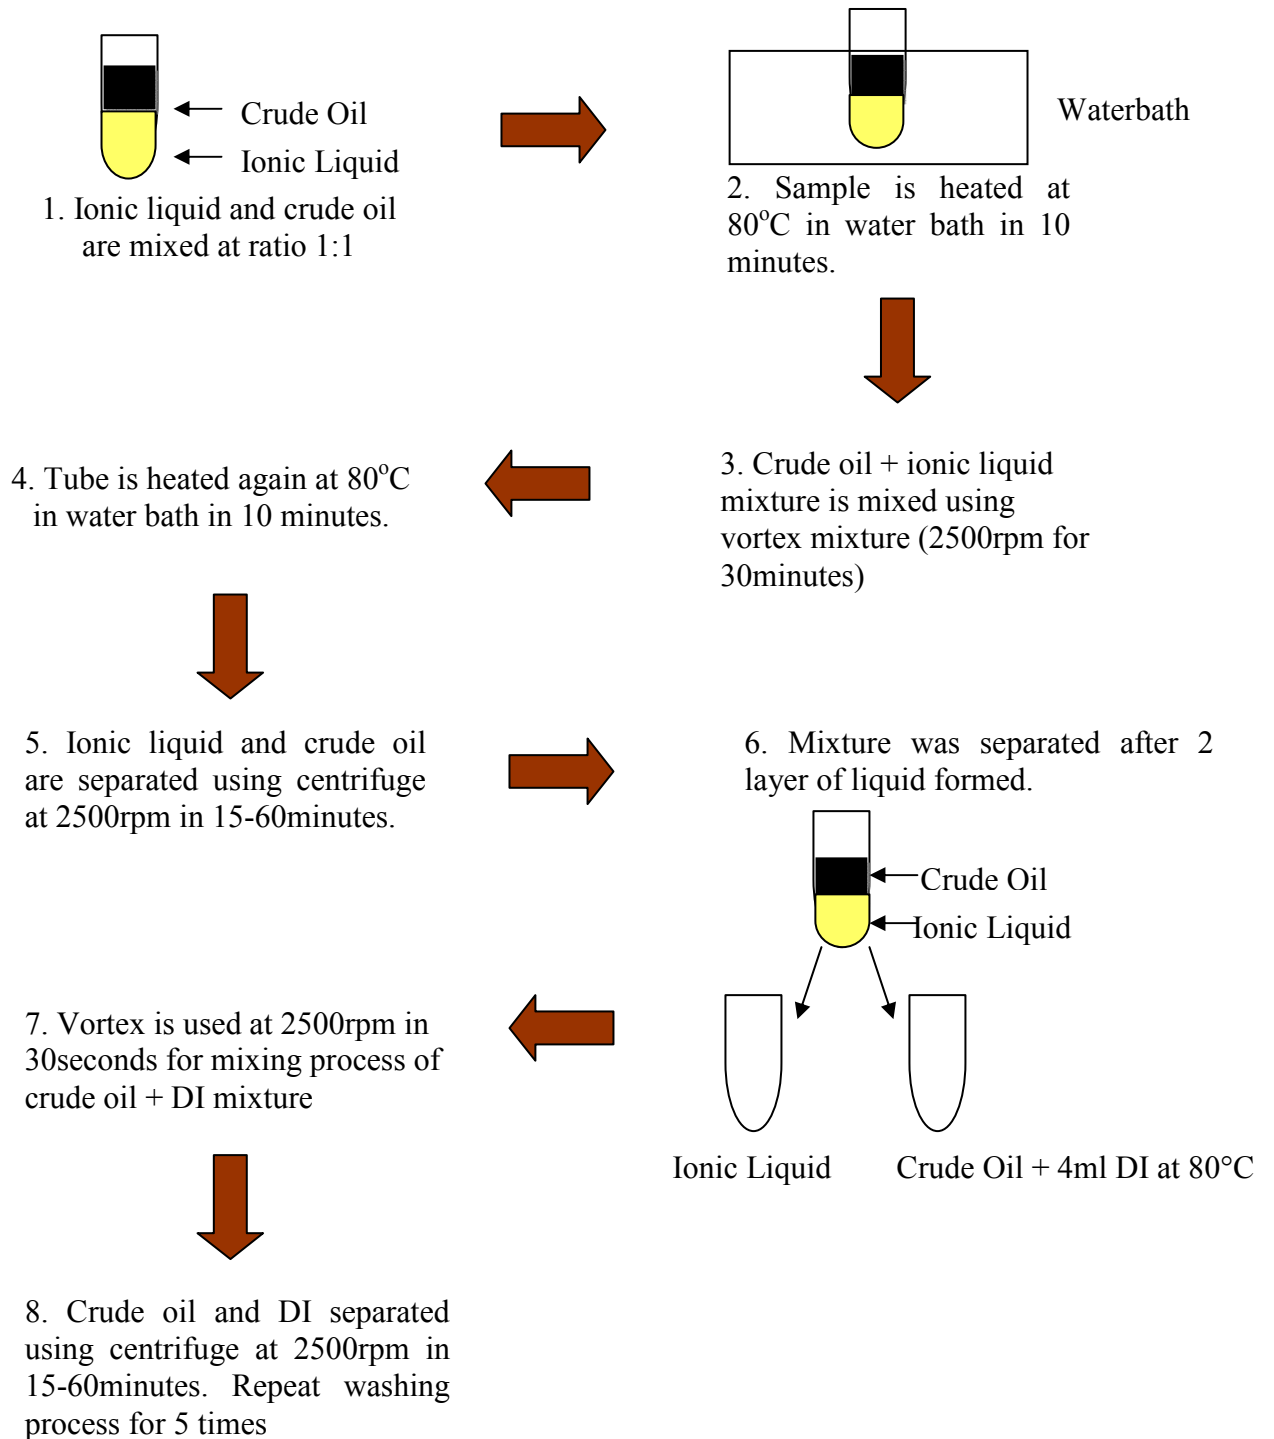 Crude Oil
Ionic Liquid
1. Ionic liquid and crude oil
are mixed at ratio 1:1
Waterbath
2. Sample is heated at
80°C in water bath in 10
minutes.
3. Crude oil + ionic liquid
mixture is mixed using
vortex mixture (2500rpm for
30minutes)
4. Tube is heated again at 80°C
in water bath in 10 minutes.
5. Ionic liquid and crude oil
are separated using centrifuge
at 2500rpm in 15-60minutes.
6. Mixture was separated after 2
layer of liquid formed.
Crude Oil
Ionic Liquid
Ionic Liquid
Crude Oil + 4ml DI at 80°C
7. Vortex is used at 2500rpm in
30seconds for mixing process of
crude oil + DI mixture
8. Crude oil and DI separated
using centrifuge at 2500rpm in
15-60minutes. Repeat washing
process for 5 times